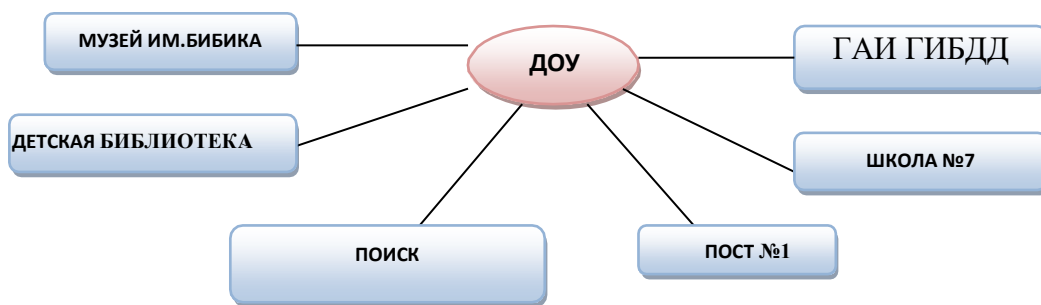 МУЗЕЙ ИМ.БИБИКА
ДОУ
ГАИ ГИБДД
ДЕТСКАЯ БИБЛИОТЕКА
ШКОЛА №7
ПОИСК
ПОСТ №1